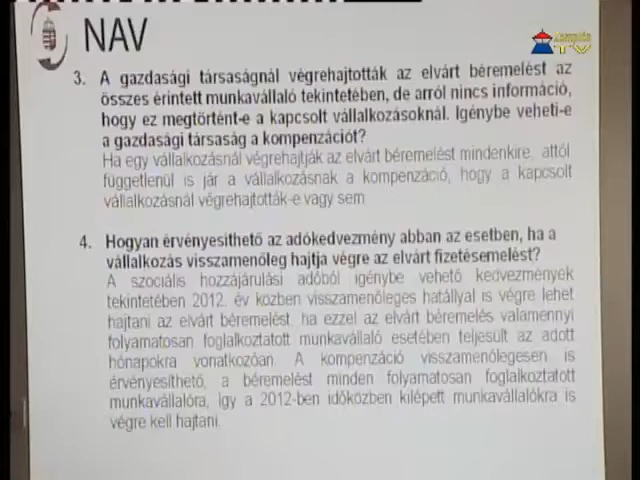 NAV
TV
3. A gazdasági társaságnál végrehajtották az elvárt béremelést az
összes érintett munkavállaló tekintetében, de arról nincs információ,
hogy ez megtörtént-e a kapcsolt vállalkozásoknál. Igénybe veheti-e
a gazdasági társaság a kompenzációt?
Ha egy vállalkozásnál végrehajtják az elvárt béremelést mindenkire, attól
függetlenül is jár a vállalkozásnak a kompenzáció, hogy a kapcsolt
vállalkozásnál végrehajtották-e vagy sem.
4. Hogyan érvényesíthető az adókedvezmény abban az esetben, ha a
vállalkozás visszamenőleg hajtja végre az elvárt fizetésemelést?
A szociális hozzájárulási adóból igénybe vehető kedvezmények
tekintetében 2012. év közben visszamenőleges hatállyal is végre lehet
hajtani az elvárt béremelést, ha ezzel az elvárt béremelés valamennyi
folyamatosan foglalkoztatott munkavállaló esetében teljesült az adott
hónapokra vonatkozóan. A kompenzáció visszamenőlegesen is
érvényesíthető, a béremelést minden folyamatosan foglalkoztatott
munkavállalóra, így a 2012-ben időközben kilépett munkavállalókra is
végre kell hajtani.